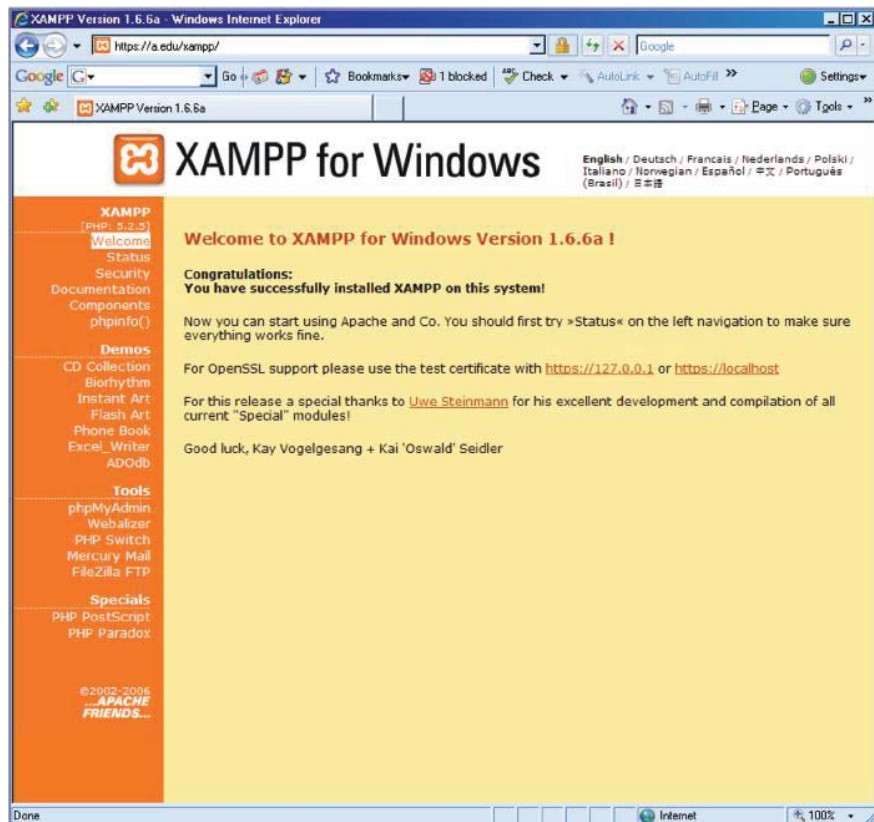 XAMPP Version 1.6.6a - Windows Internet Explorer
https://a.edu/xampp/
Google
Google G Go Bookmarks 1 blocked Check AutoLink AutoFill » Settings
XAMPP Version 1.6.6a Page Tools »
XAMPP for Windows
English / Deutsch / Francais / Nederlands / Polski /
Italiano / Norwegian / Español / 中文 / Português
(Brasil) / 日本語
XAMPP
[PHP: 5.2.5]
Welcome
Status
Security
Documentation
Components
phpinfo()
Demos
CD Collection
Biorhythm
Instant Art
Flash Art
Phone Book
Excel_Writer
ADOdb
Tools
phpMyAdmin
Webalizer
PHP Switch
Mercury Mail
FileZilla FTP
Specials
PHP PostScript
PHP Paradox
©2002-2006
...APACHE
FRIENDS...
Welcome to XAMPP for Windows Version 1.6.6a !
Congratulations:
You have successfully installed XAMPP on this system!
Now you can start using Apache and Co. You should first try »Status« on the left navigation to make sure
everything works fine.
For OpenSSL support please use the test certificate with https://127.0.0.1 or https://localhost
For this release a special thanks to Uwe Steinmann for his excellent development and compilation of all
current "Special" modules!
Good luck, Kay Vogelgesang + Kai 'Oswald' Seidler
Done Internet 100%